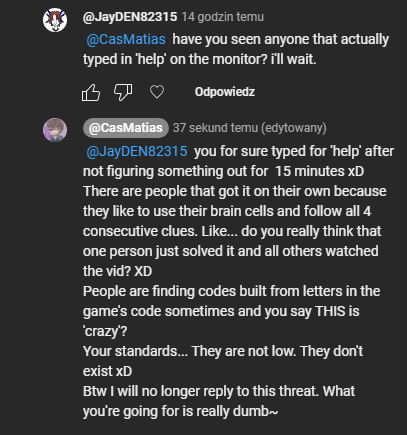 @JayDEN82315 14 godzin temu
@CasMatias have you seen anyone that actually
typed in 'help' on the monitor? i'll wait.
Odpowiedz
@CasMatias 37 sekund temu (edytowany)
@JayDEN82315 you for sure typed for 'help' after
not figuring something out for 15 minutes xD
There are people that got it on their own because
they like to use their brain cells and follow all 4
consecutive clues. Like... do you really think that
one person just solved it and all others watched
the vid? XD
People are finding codes built from letters in the
game's code sometimes and you say THIS is
'crazy'?
Your standards... They are not low. They don't
exist xD
Btw I will no longer reply to this threat. What
you're going for is really dumb~